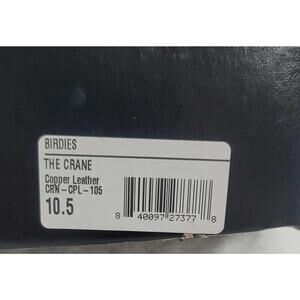 BIRDIES
THE CRANE
Copper Leather
CRN-CPL-105
10.5
8 40097 27377 8